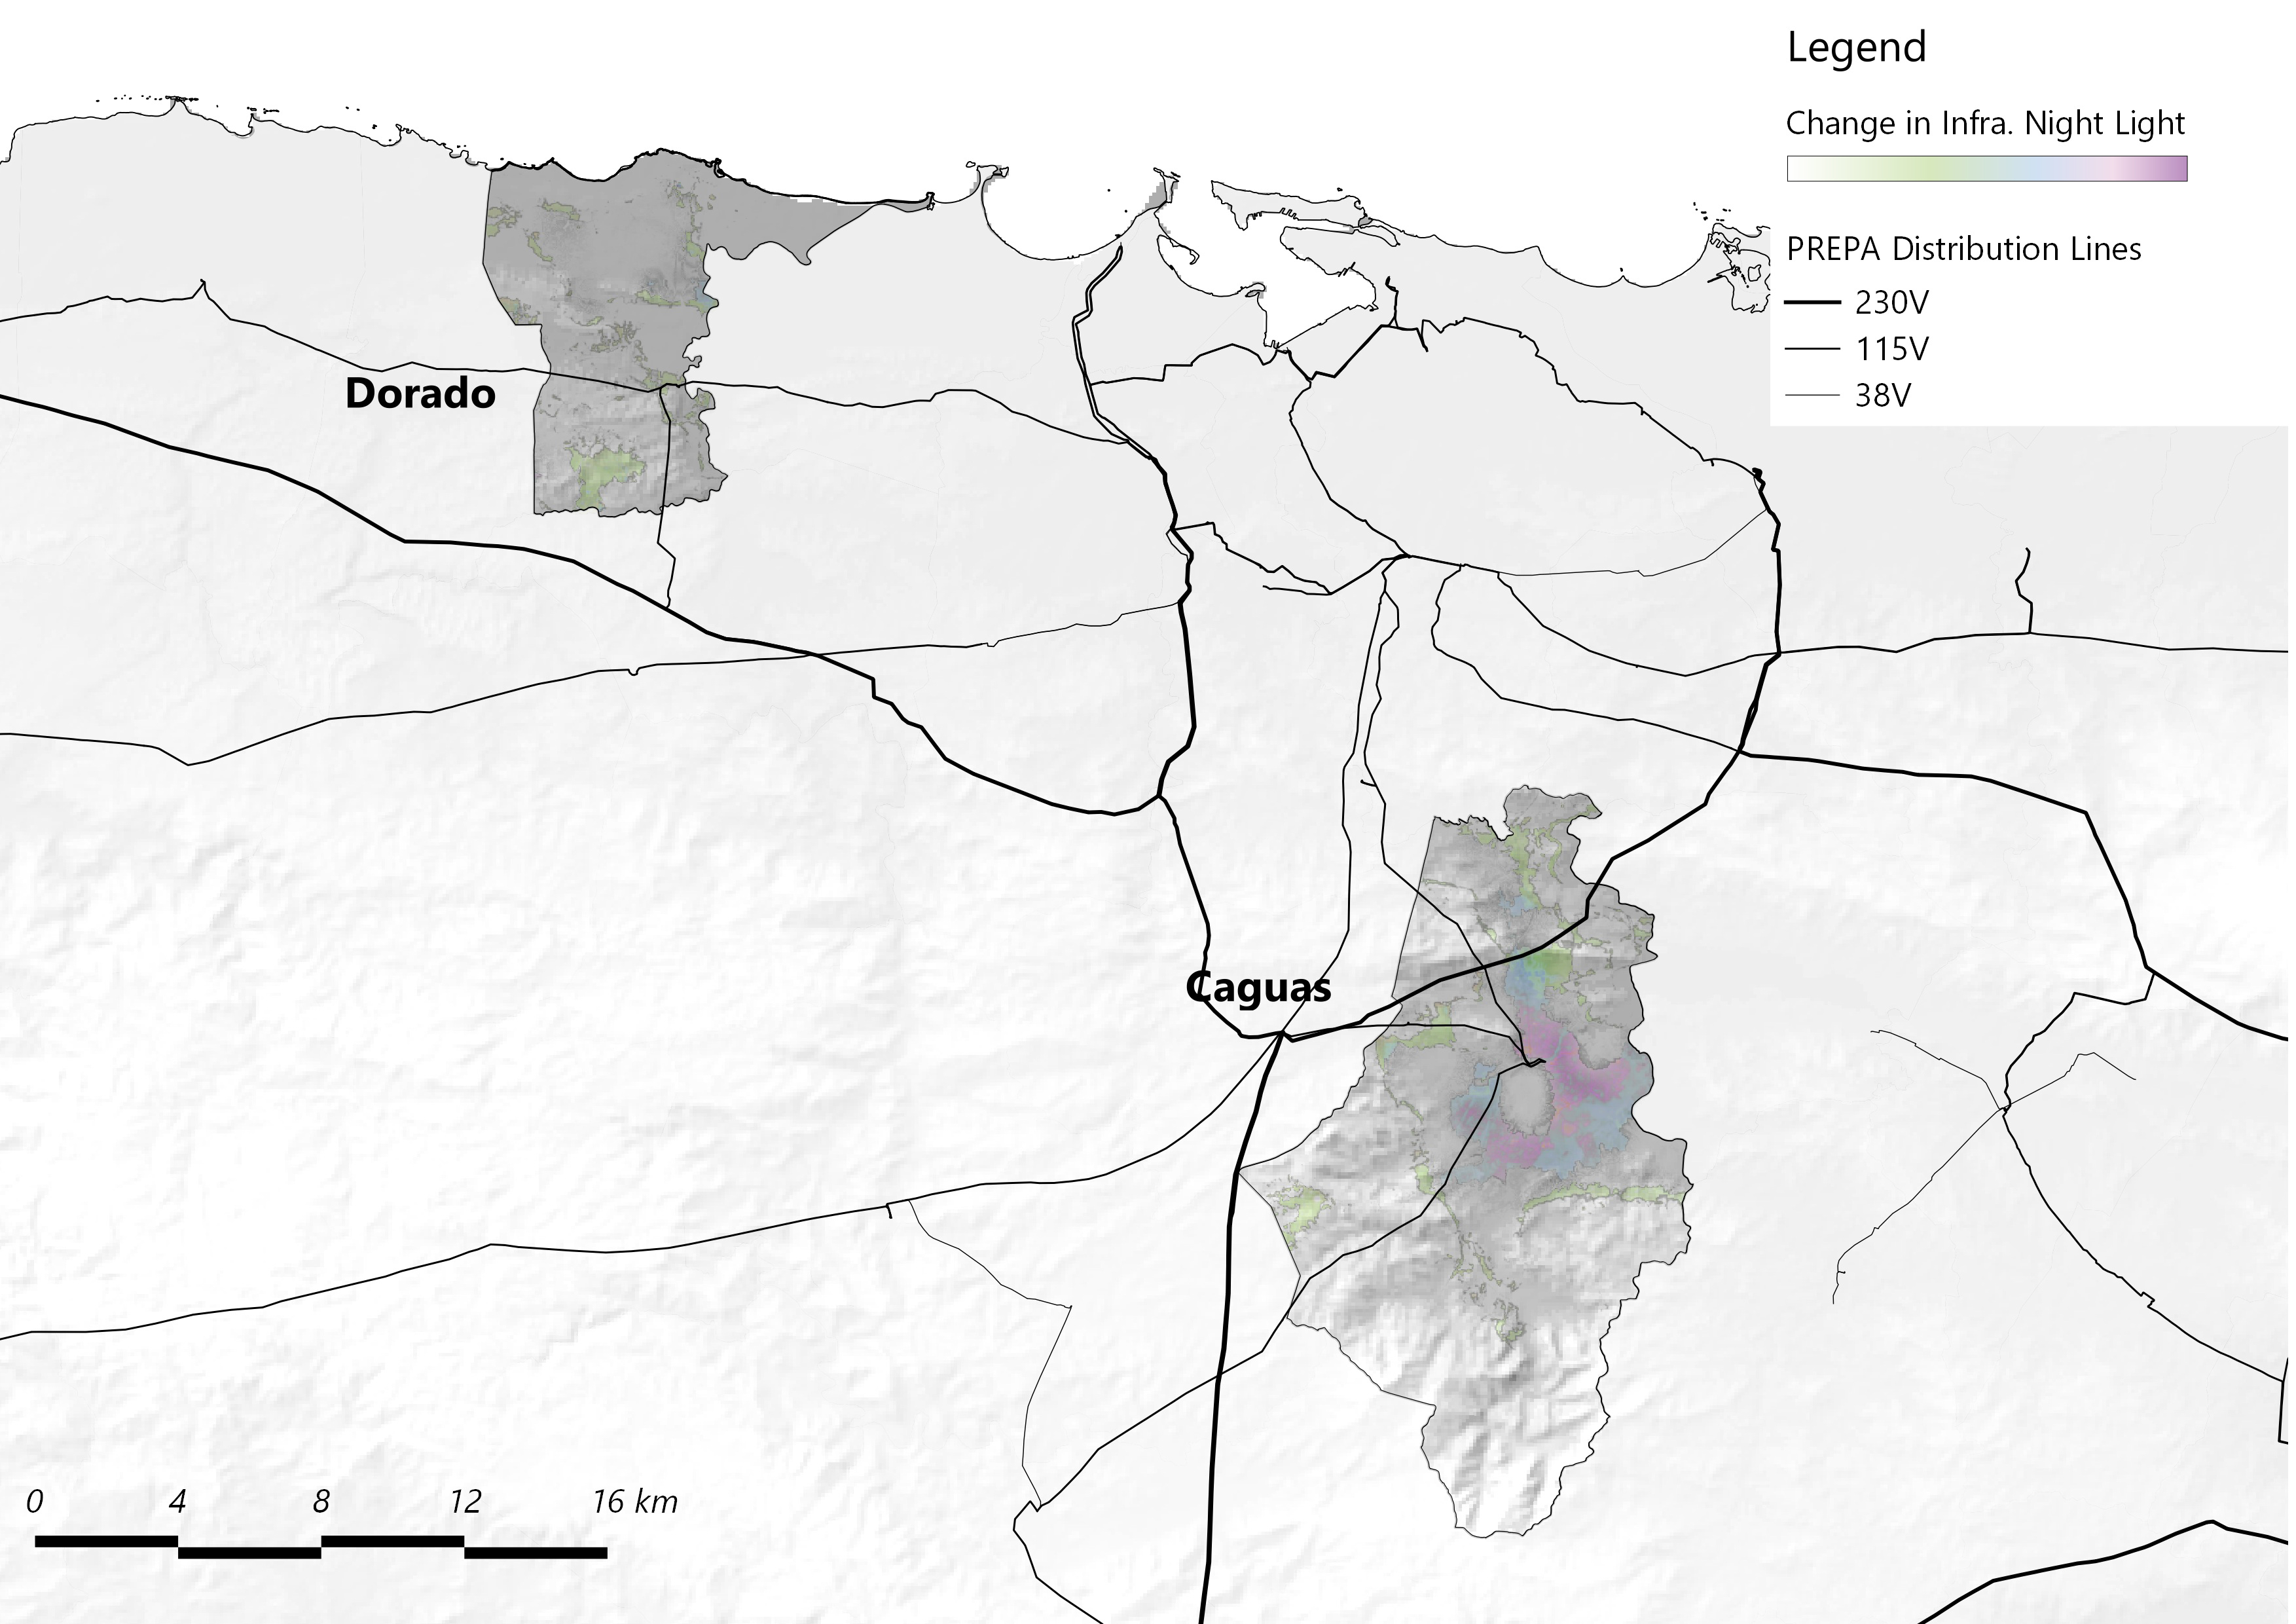 Legend
Change in Infra. Night Light
PREPA Distribution Lines
230V
115V
38V
Dorado
Caguas
0 4 8 12 16 km